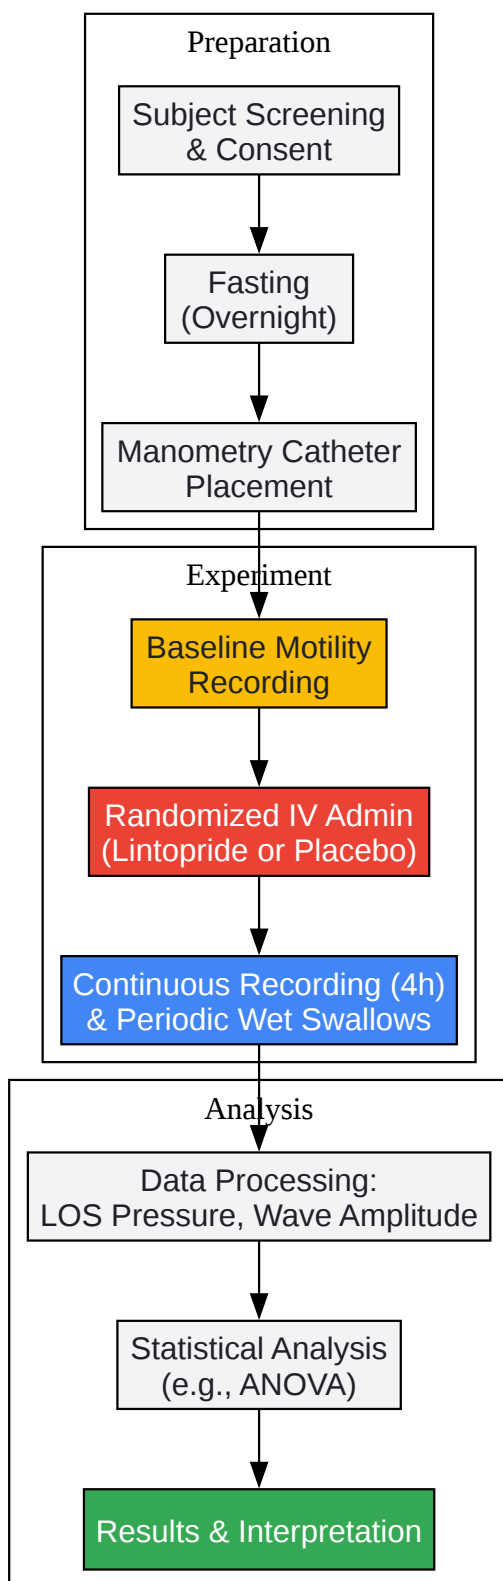 Preparation
Subject Screening
& Consent
Fasting
(Overnight)
Manometry Catheter
Placement
Experiment
Baseline Motility
Recording
Randomized IV Admin
(Lintopride or Placebo)
Continuous Recording (4h)
& Periodic Wet Swallows
Analysis
Data Processing:
LOS Pressure, Wave Amplitude
Statistical Analysis
(e.g., ANOVA)
Results & Interpretation